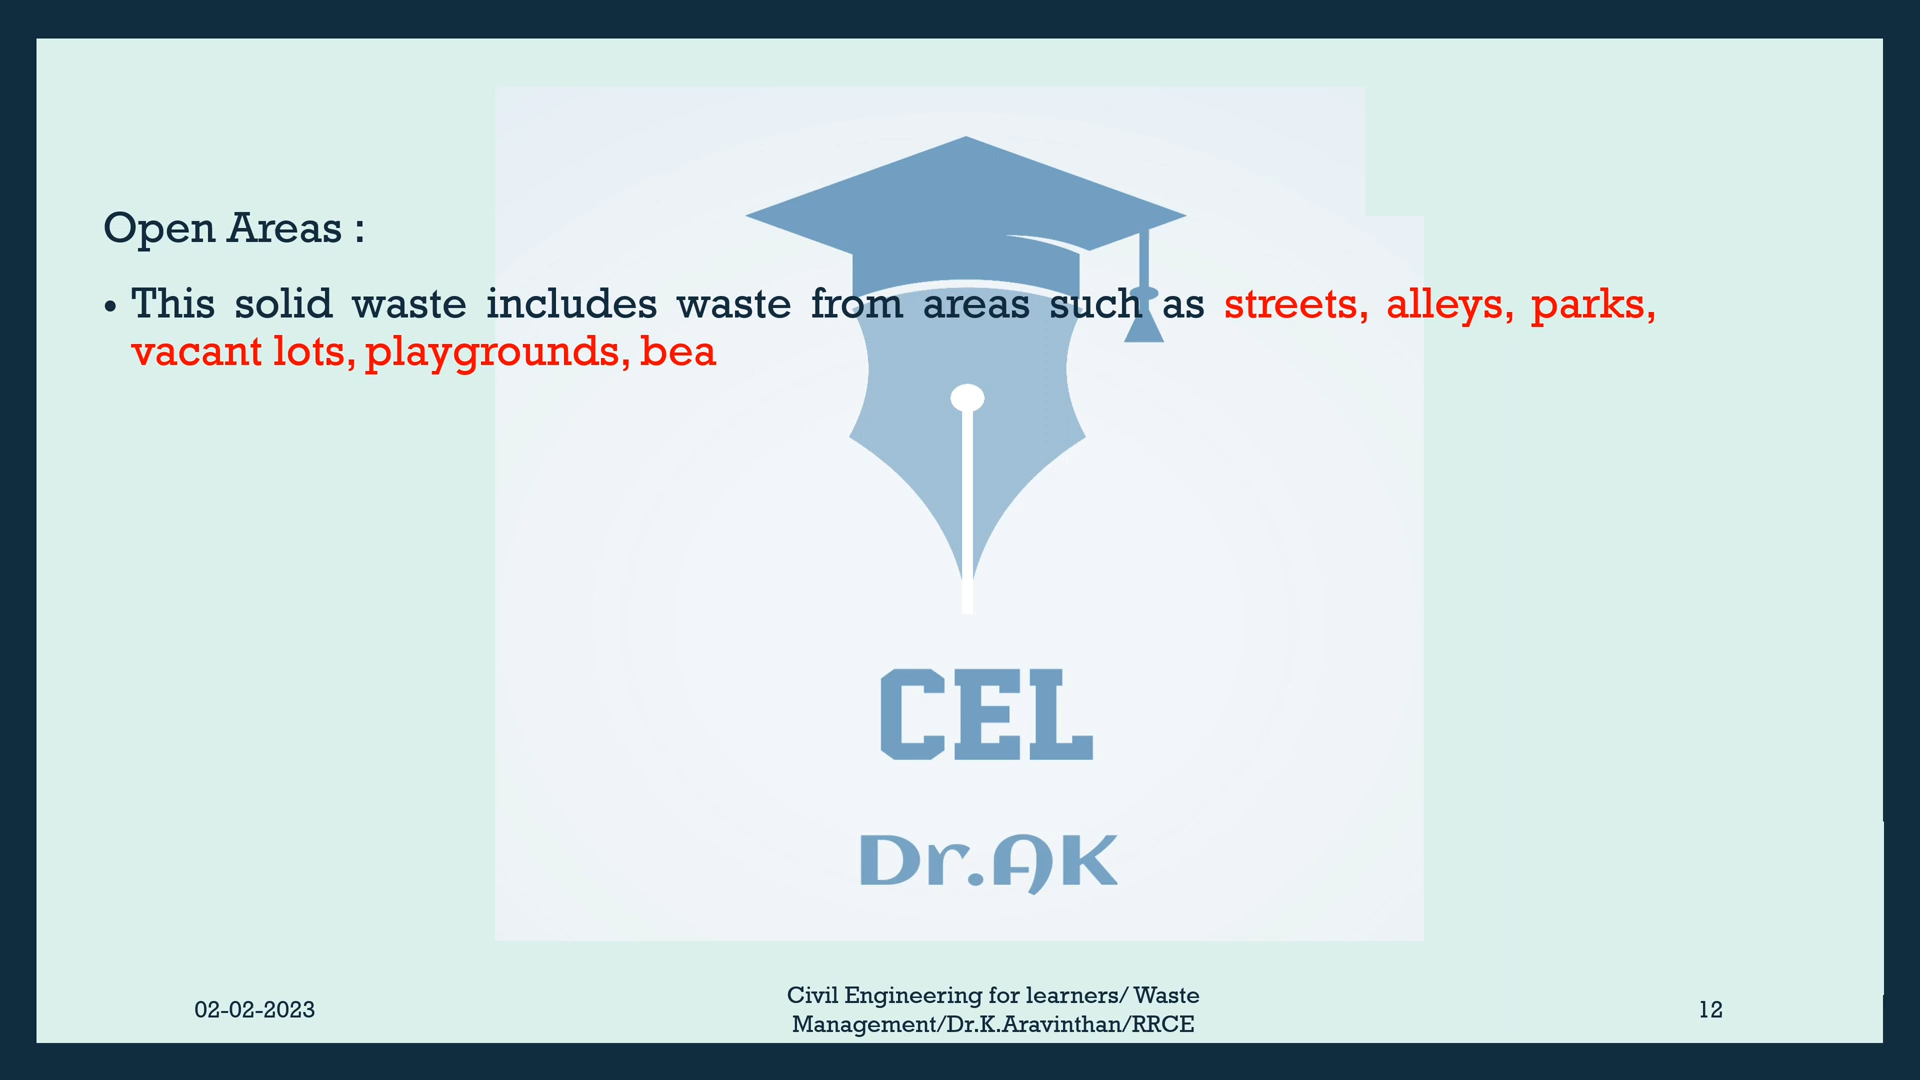 Open Areas :
• This solid waste includes waste from areas such as streets, alleys, parks,
vacant lots, playgrounds, bea
CEL
Dr.AK
02-02-2023
Civil Engineering for learners/ Waste
Management/Dr.K.Aravinthan/RRCE
12